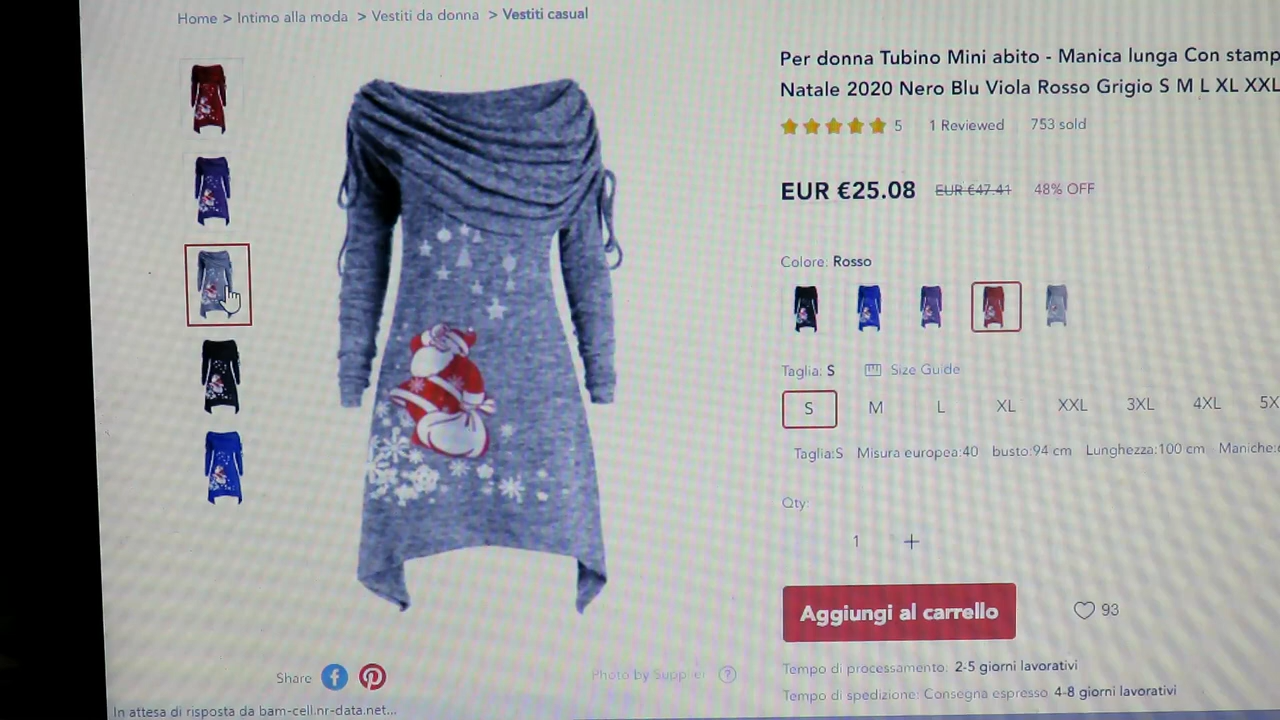 Home > Intimo alla moda > Vestiti da donna > Vestiti casual
Per donna Tubino Mini abito - Manica lunga Con stamp
Natale 2020 Nero Blu Viola Rosso Grigio S M L XL XXL
5 1 Reviewed 753 sold
EUR €25.08 EUR €47.41 48% OFF
Colore: Rosso
Taglia: S Size Guide
S M L XL XXL 3XL 4XL 5X
Taglia:S Misura europea:40 busto:94 cm Lunghezza:100 cm Maniche:
Qty:
1 +
Aggiungi al carrello
93
Tempo di processamento: 2-5 giorni lavorativi
Tempo di spedizione: Consegna espresso 4-8 giorni lavorativi
Share
Photo by Supplier ?
In attesa di risposta da bam-cell.nr-data.net...